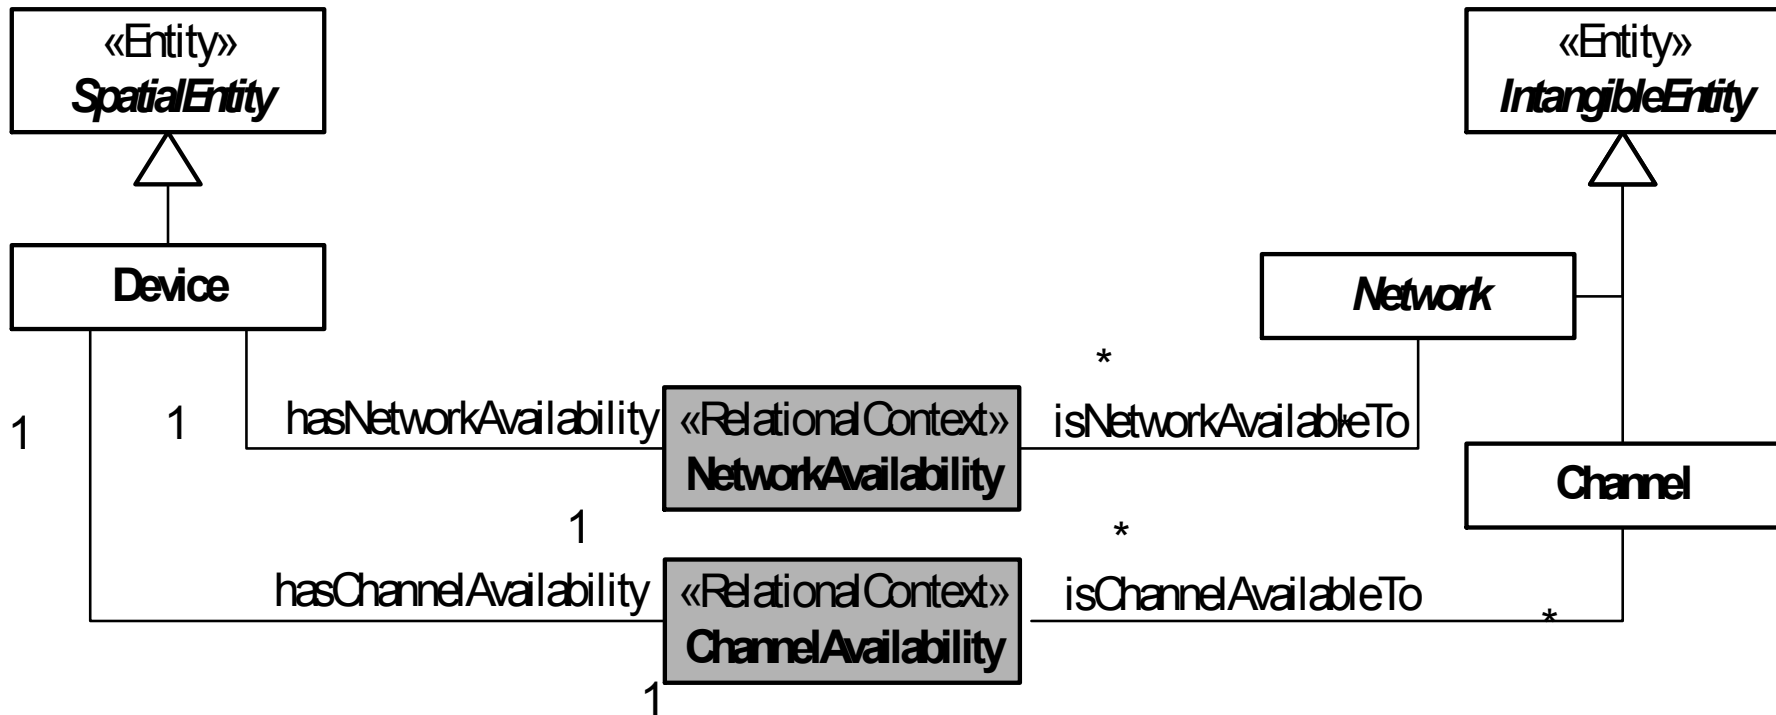 «Entity»
SpatialEntity
«Entity»
IntangibleEntity
Device
Network
*
1
1
hasNetworkAvailability
«RelationalContext»
NetworkAvailability
isNetworkAvailableTo
*
Channel
1
*
hasChannelAvailability
«RelationalContext»
ChannelAvailability
isChannelAvailableTo
*
1